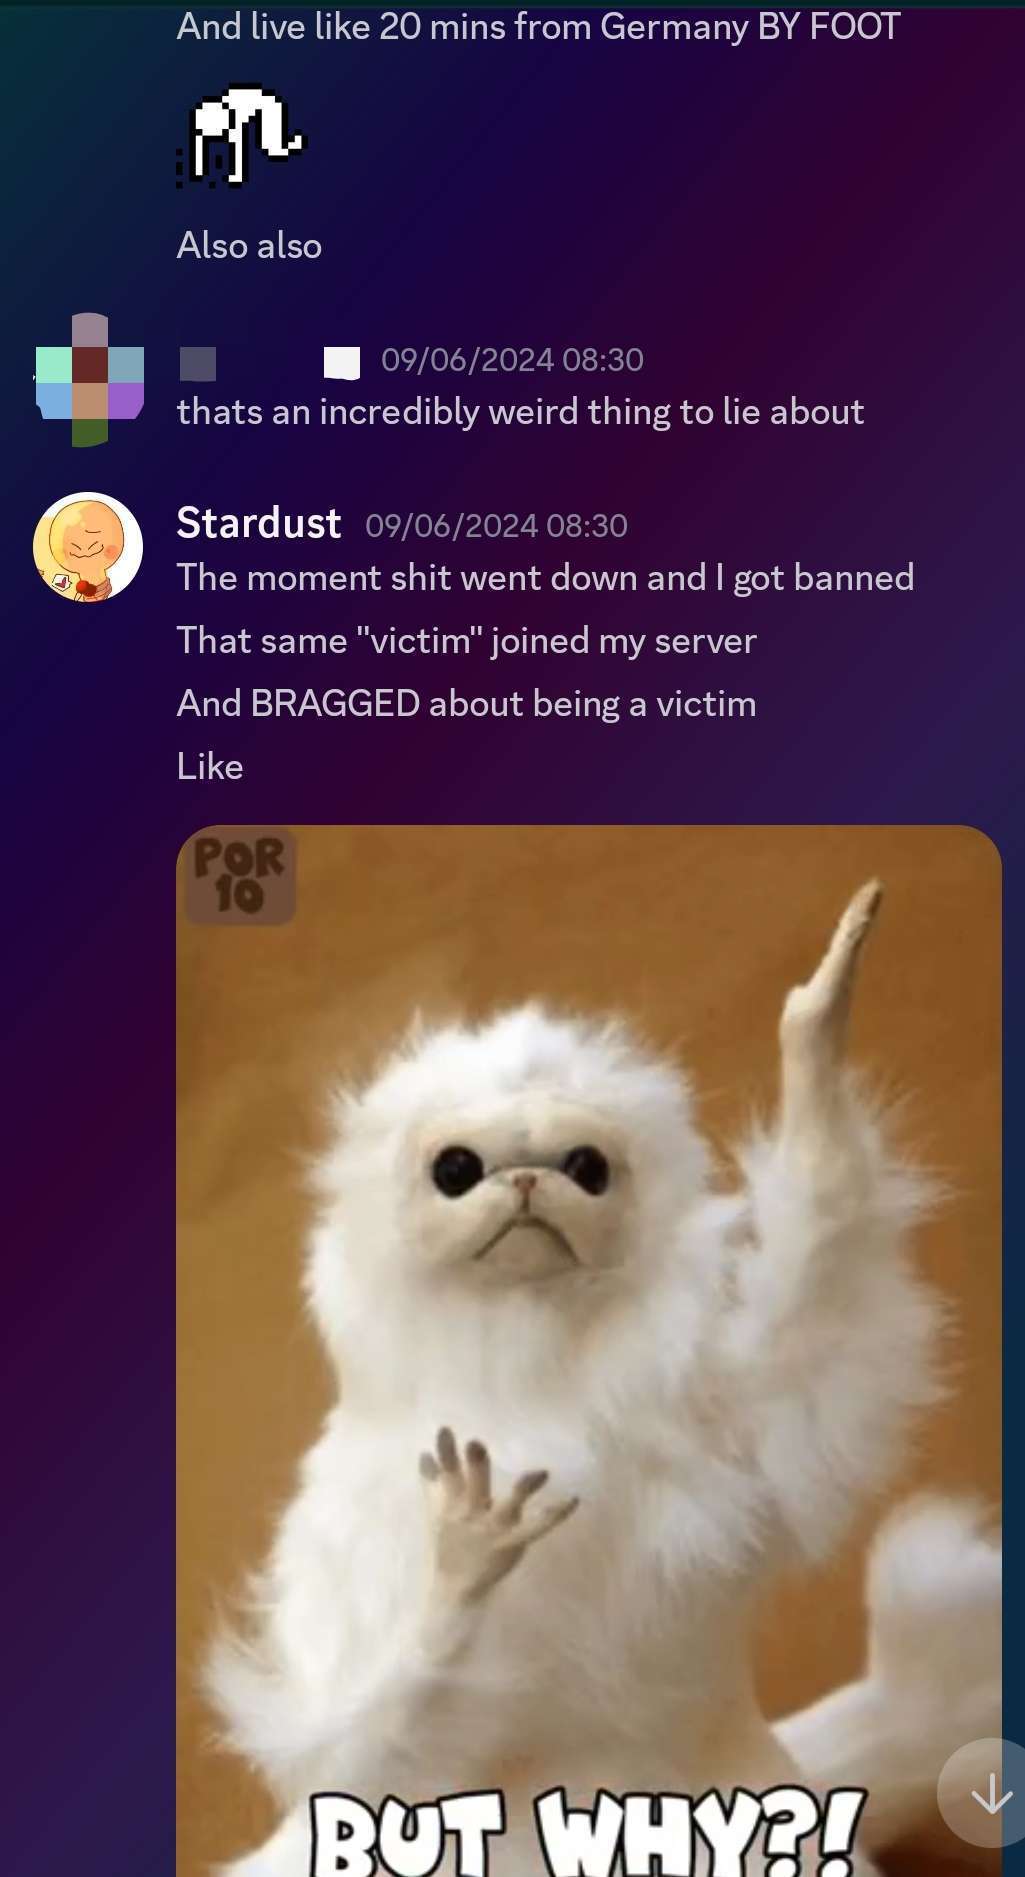 And live like 20 mins from Germany BY FOOT
Also also
09/06/2024 08:30
thats an incredibly weird thing to lie about
Stardust 09/06/2024 08:30
The moment shit went down and I got banned
That same "victim" joined my server
And BRAGGED about being a victim
Like
POR
10
BUT WHY?!